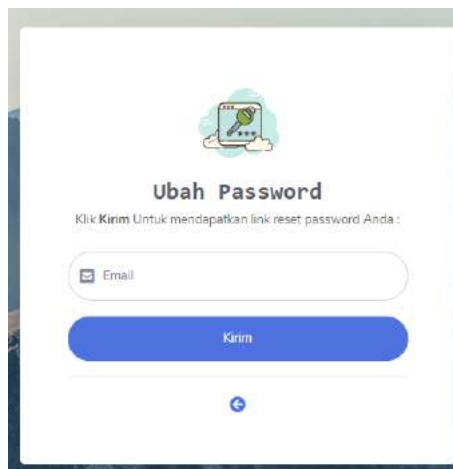 Ubah Password
Klik Kirim Untuk mendapatkan link reset password Anda :
Email
Kirim